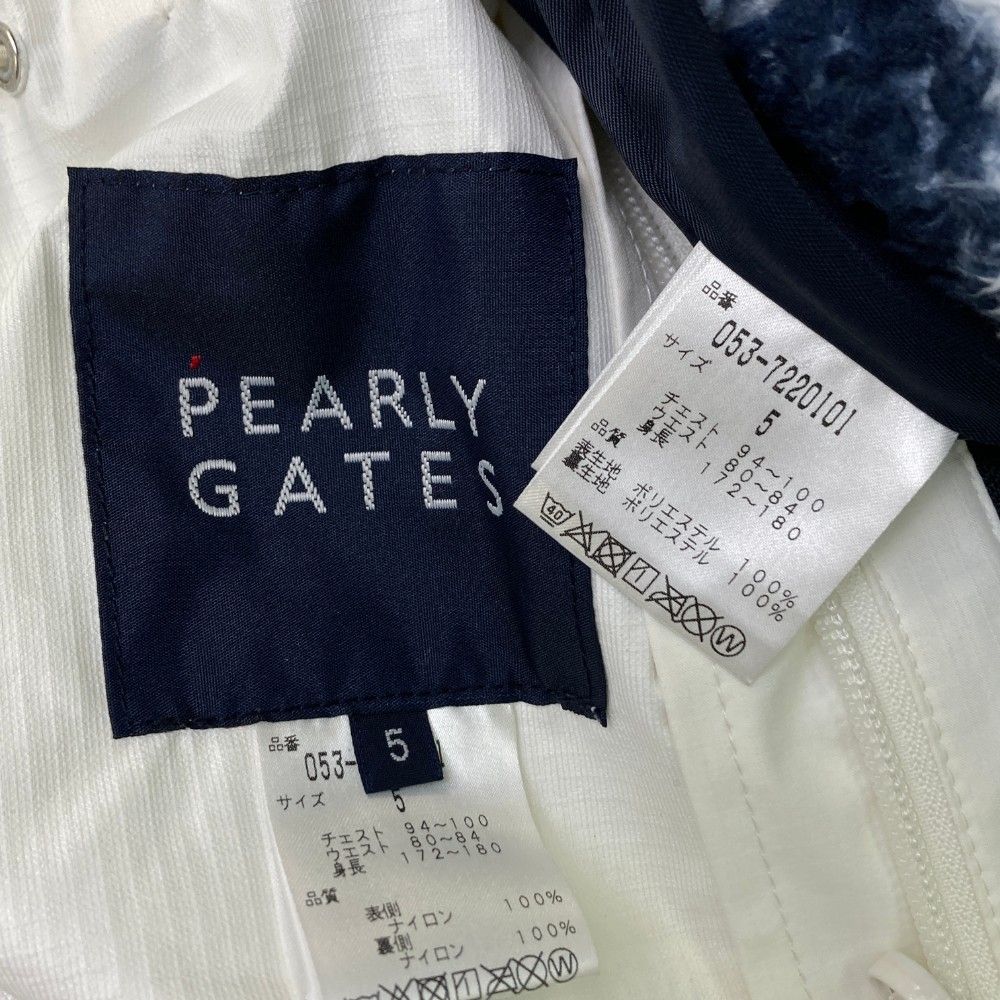 PEARLY
GATES
5
品番
053-7220101
サイズ 5
チェスト 94～100
ウエスト 80～84
身長 172～180
品質
表生地 ポリエステル 100%
裏生地 ポリエステル 100%
40
W
品番
053- 1
サイズ 5
チェスト 94～100
ウエスト 80～84
身長 172～180
品質
表側
ナイロン 100%
裏側
ナイロン 100%
W